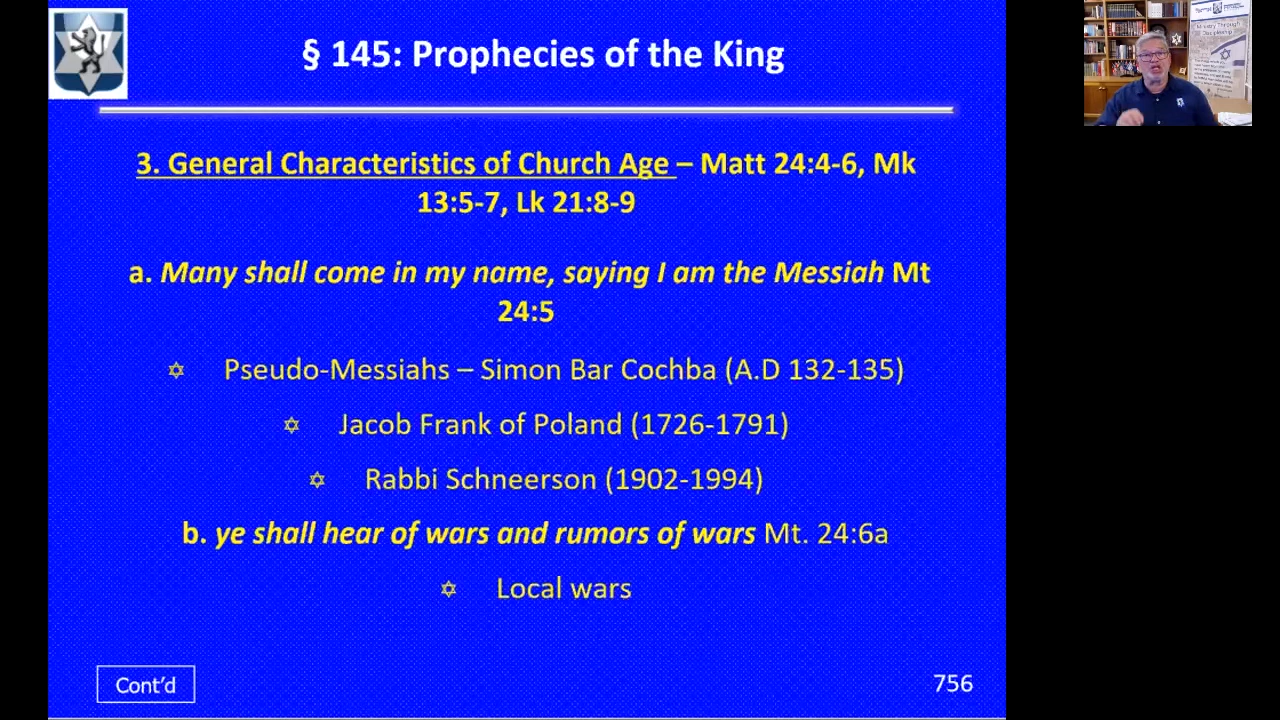 § 145: Prophecies of the King
3. General Characteristics of Church Age – Matt 24:4-6, Mk
13:5-7, Lk 21:8-9
a. Many shall come in my name, saying I am the Messiah Mt
24:5
✡ Pseudo-Messiahs – Simon Bar Cochba (A.D 132-135)
✡ Jacob Frank of Poland (1726-1791)
✡ Rabbi Schneerson (1902-1994)
b. ye shall hear of wars and rumors of wars Mt. 24:6a
✡ Local wars
Cont'd
756
Ministry Through
Discipleship